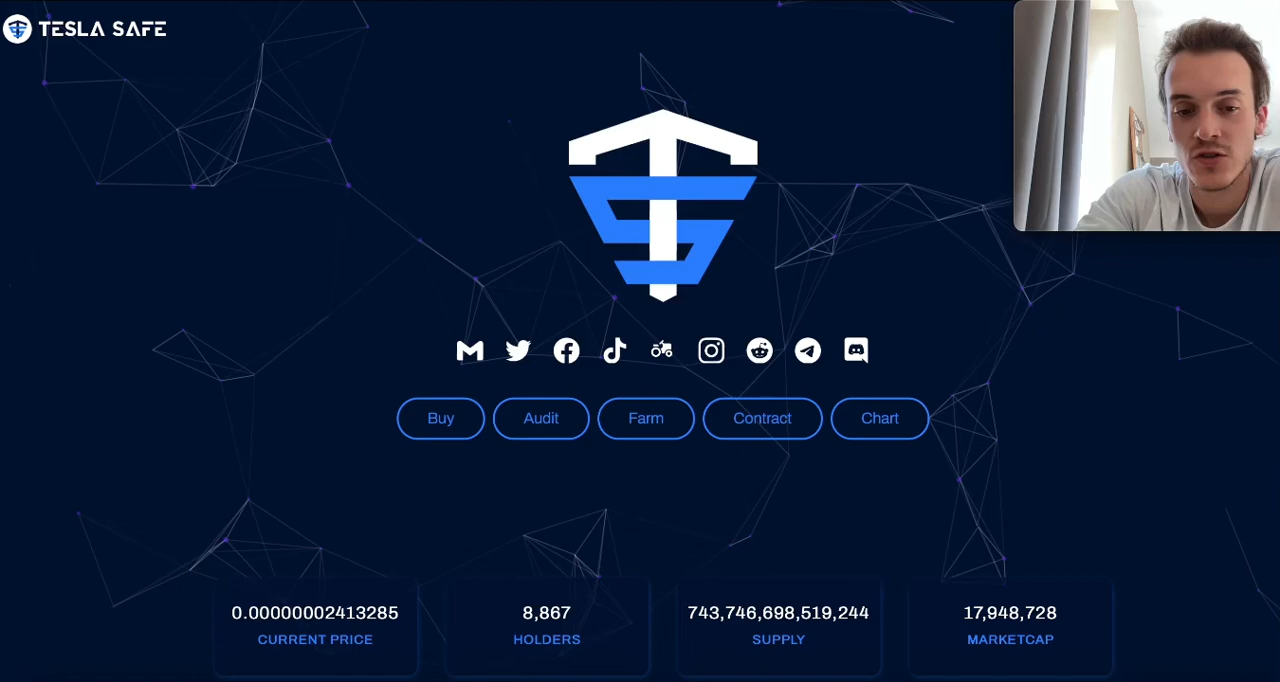 TESLA SAFE
Buy
Audit
Farm
Contract
Chart
0.00000002413285
CURRENT PRICE
8,867
HOLDERS
743,746,698,519,244
SUPPLY
17,948,728
MARKETCAP